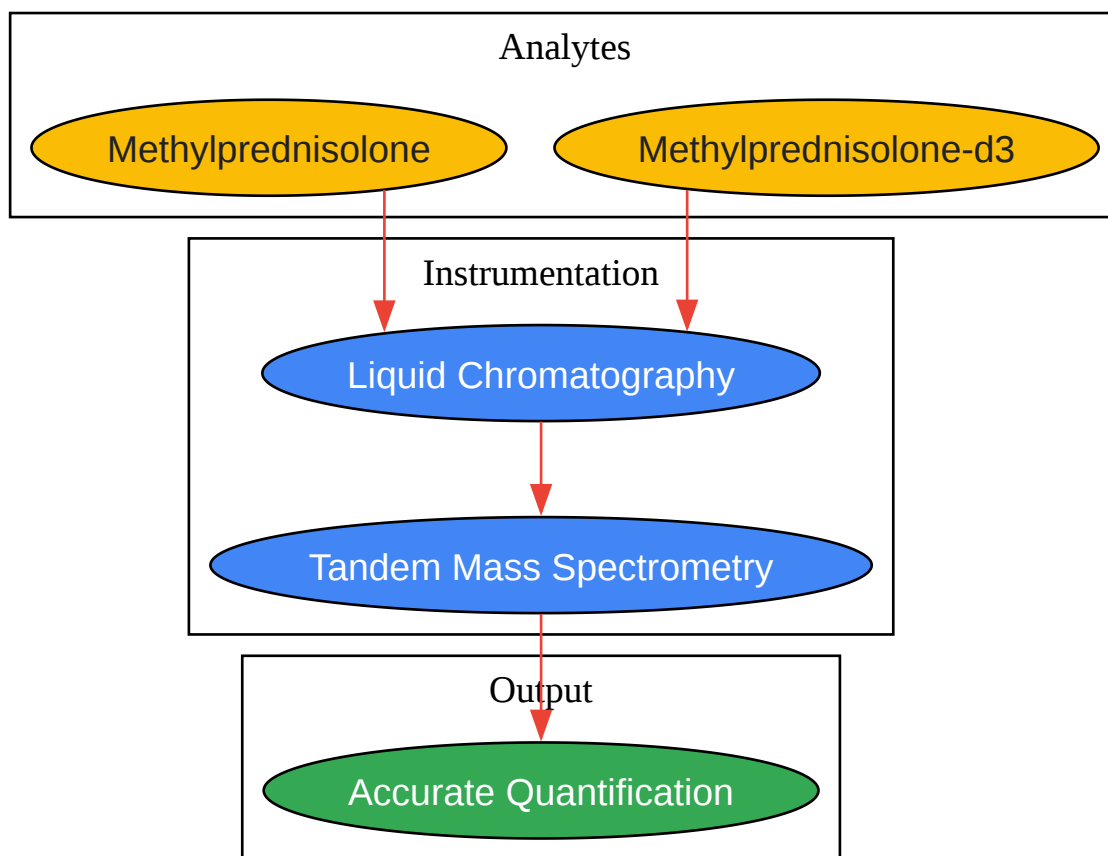 Analytes
Methylprednisolone
Methylprednisolone-d3
Instrumentation
Liquid Chromatography
Tandem Mass Spectrometry
Output
Accurate Quantification